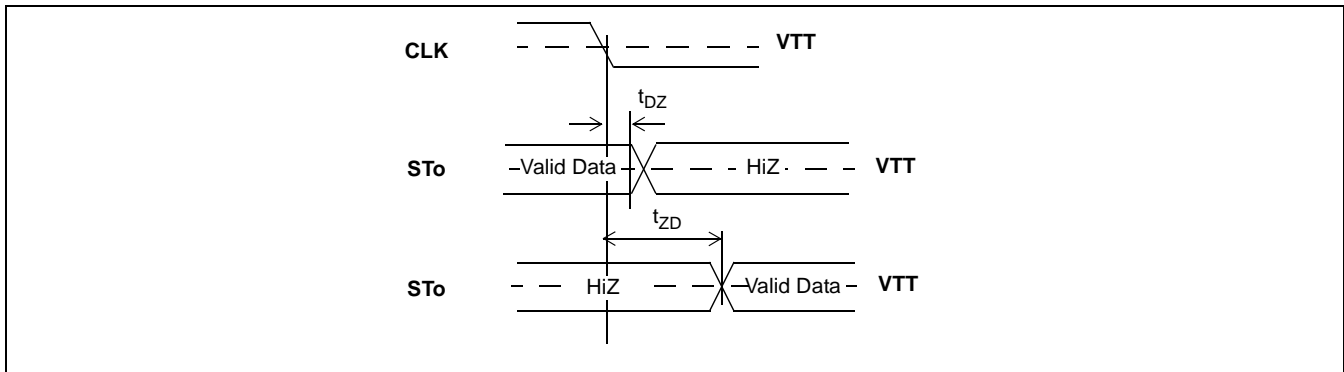 CLK
VTT
tDZ
STo
Valid Data
HiZ
VTT
tZD
STo
HiZ
Valid Data
VTT